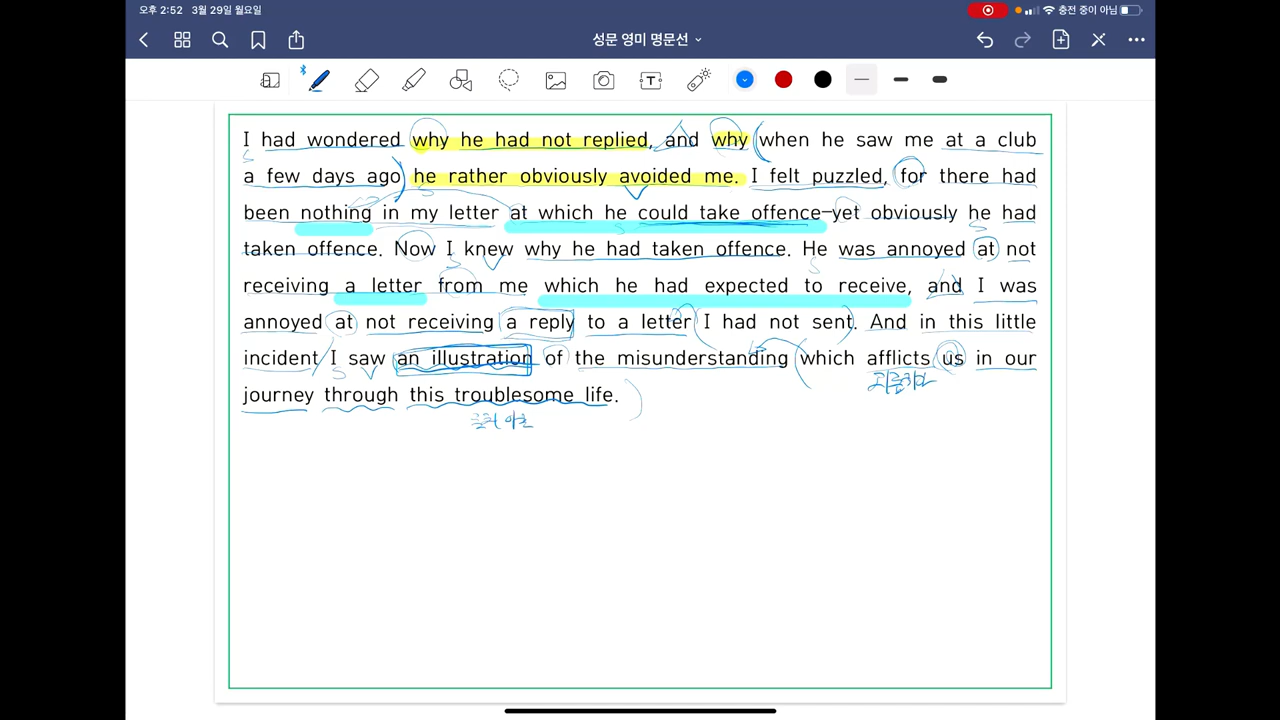 오후 2:52 3월 29일 월요일
충전 중이 아님
성문 영미 명문선
I had wondered why he had not replied, and why when he saw me at a club
a few days ago he rather obviously avoided me. I felt puzzled, for there had
been nothing in my letter at which he could take offence–yet obviously he had
taken offence. Now I knew why he had taken offence. He was annoyed at not
receiving a letter from me which he had expected to receive, and I was
annoyed at not receiving a reply to a letter I had not sent. And in this little
incident I saw an illustration of the misunderstanding which afflicts us in our
journey through this troublesome life.